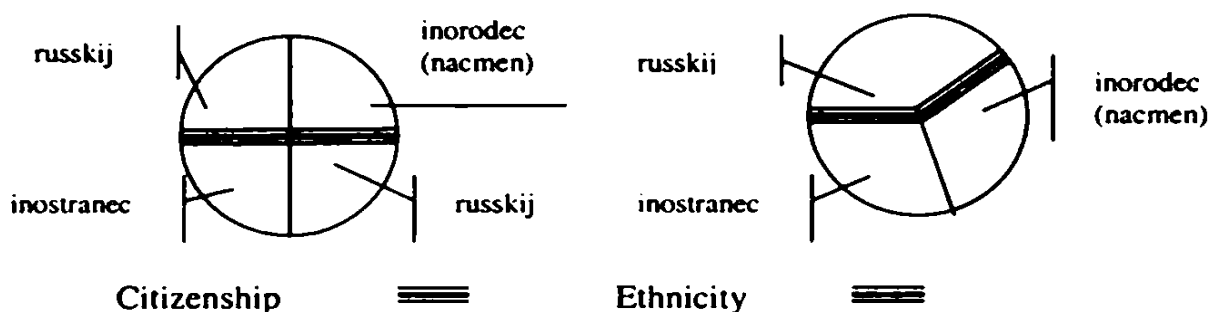 russkij
inorodec
(nacmen)
inostranec
russkij
russkij
inorodec
(nacmen)
inostranec
Citizenship
Ethnicity